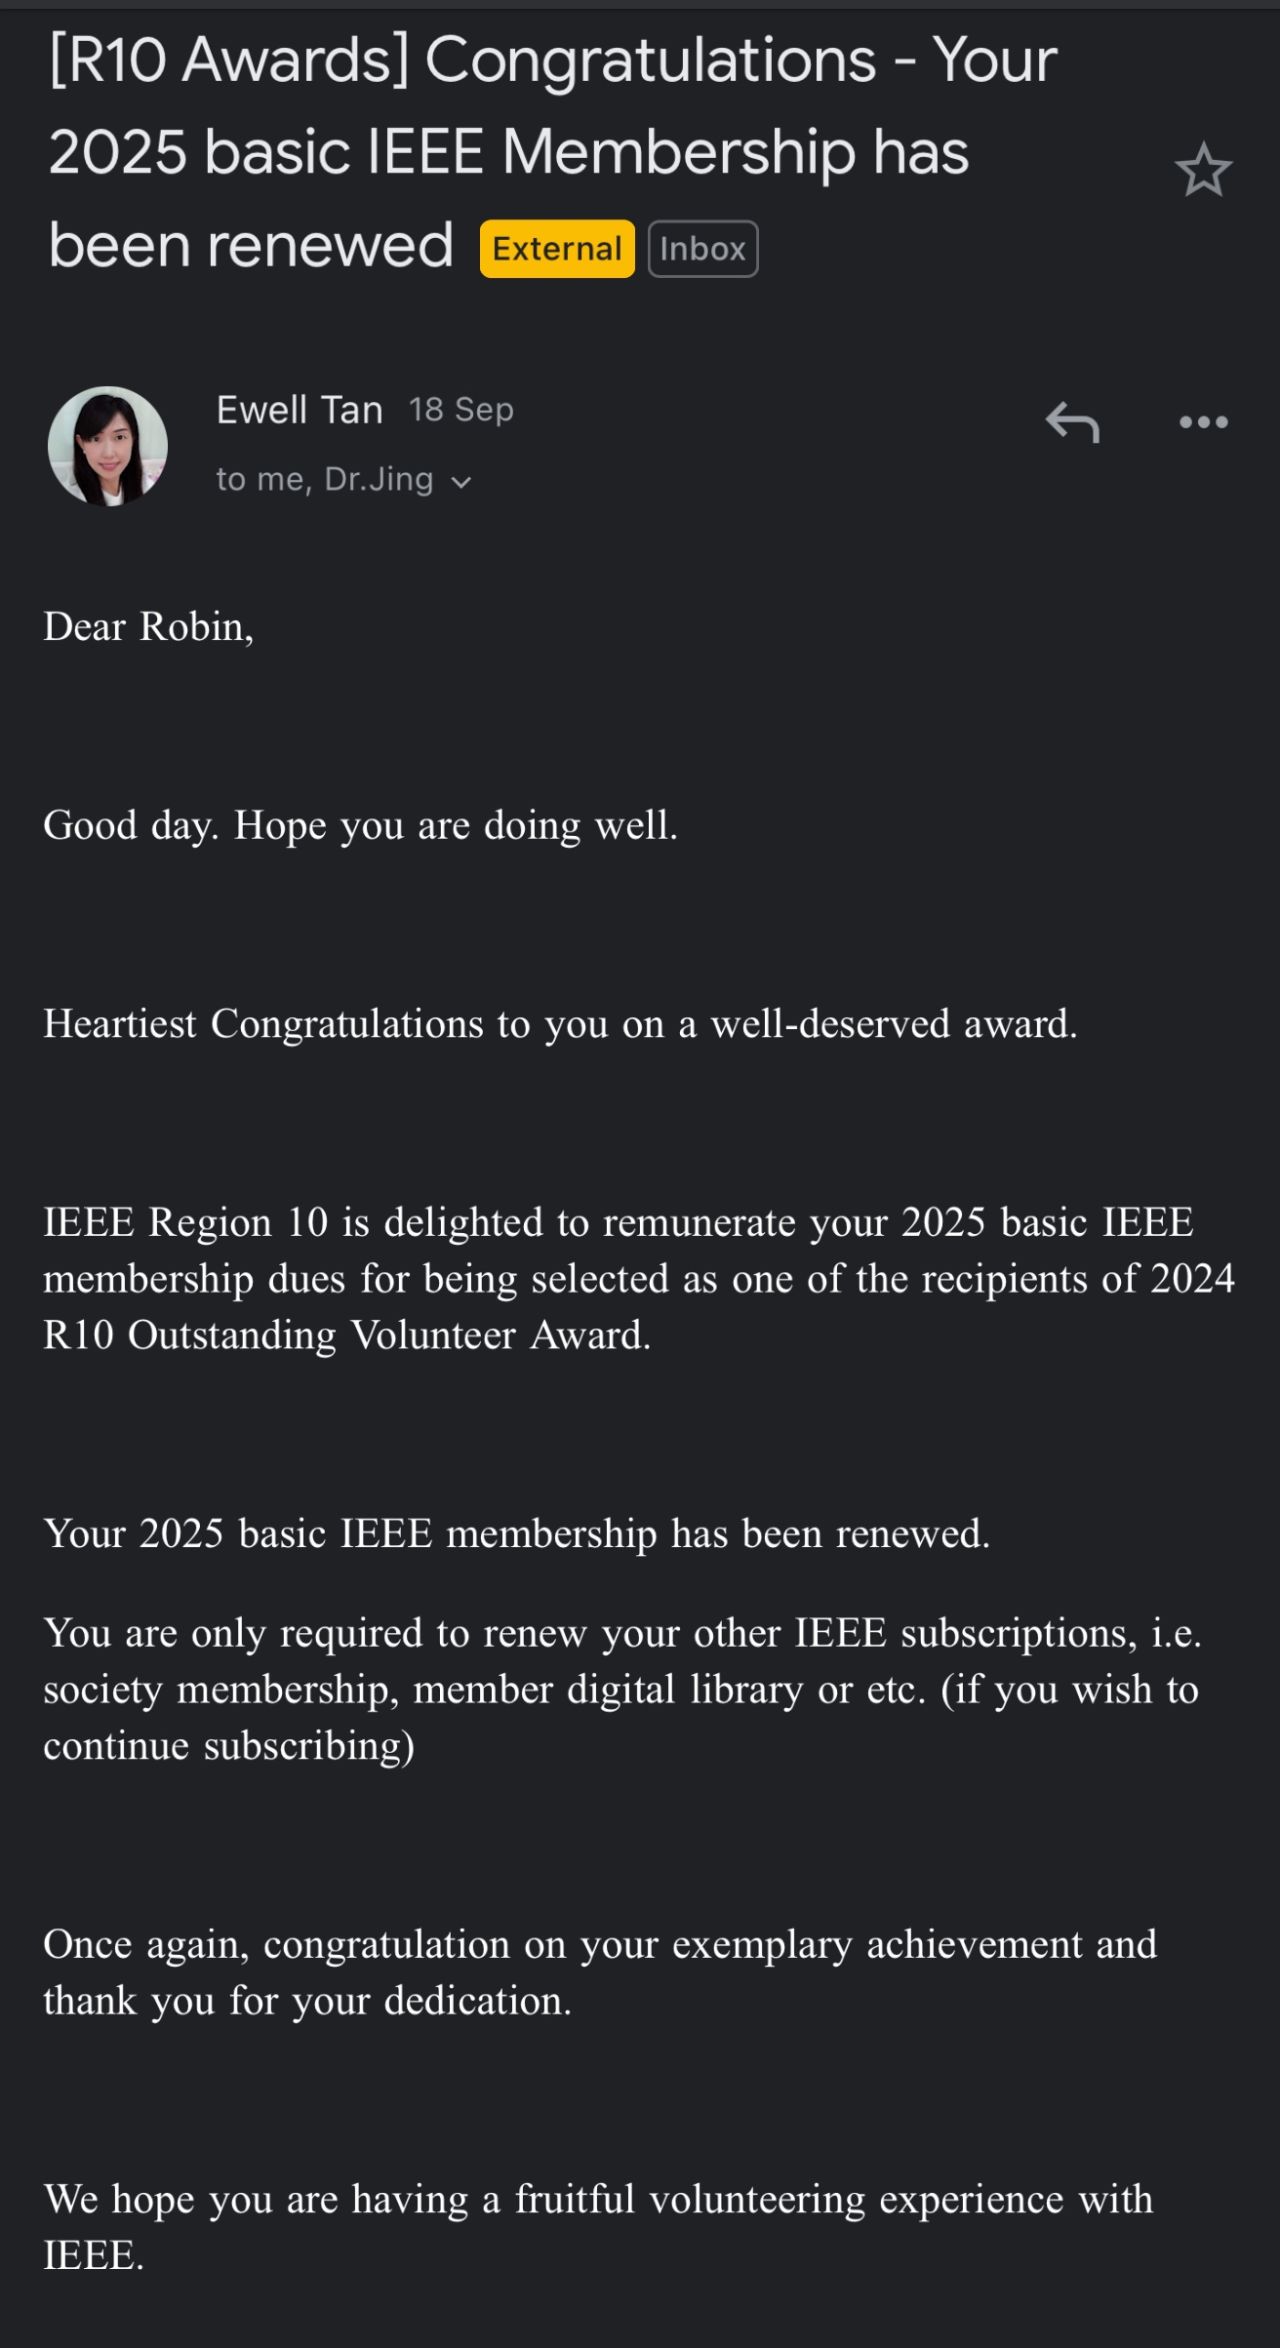 [R10 Awards] Congratulations - Your
2025 basic IEEE Membership has
been renewed External Inbox
Ewell Tan 18 Sep
to me, Dr.Jing
Dear Robin,
Good day. Hope you are doing well.
Heartiest Congratulations to you on a well-deserved award.
IEEE Region 10 is delighted to remunerate your 2025 basic IEEE
membership dues for being selected as one of the recipients of 2024
R10 Outstanding Volunteer Award.
Your 2025 basic IEEE membership has been renewed.
You are only required to renew your other IEEE subscriptions, i.e.
society membership, member digital library or etc. (if you wish to
continue subscribing)
Once again, congratulation on your exemplary achievement and
thank you for your dedication.
We hope you are having a fruitful volunteering experience with
IEEE.